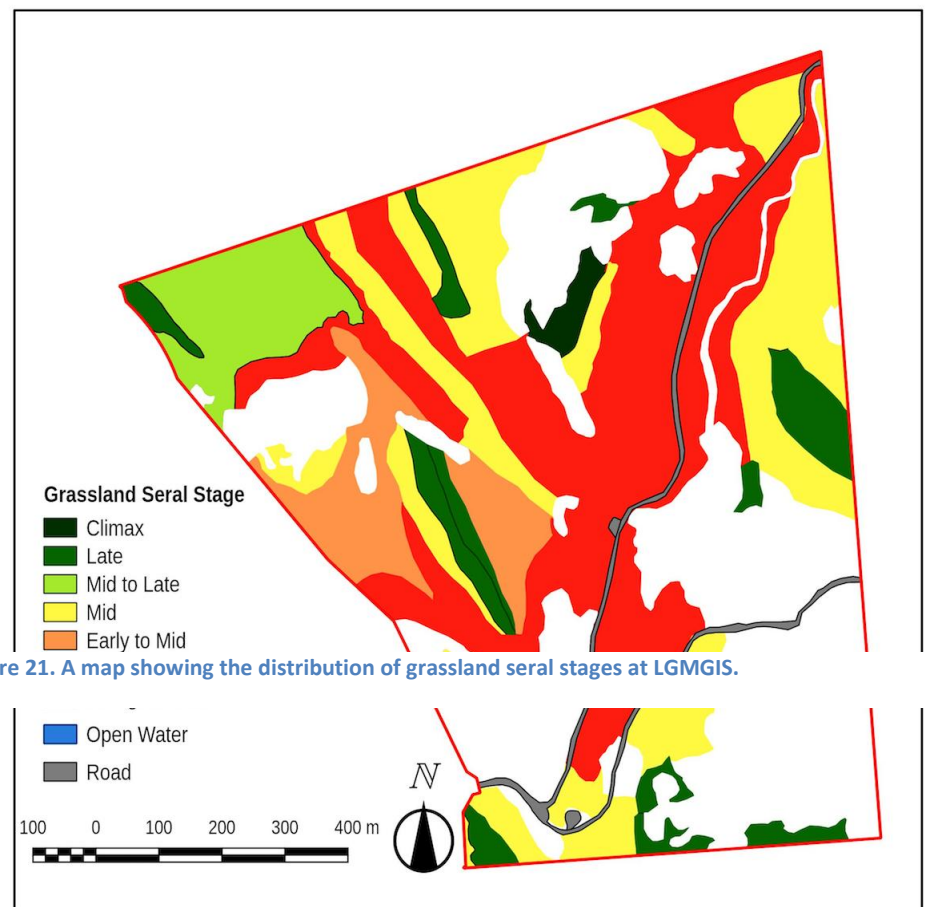 Grassland Seral Stage
Climax
Late
Mid to Late
Mid
Early to Mid
re 21. A map showing the distribution of grassland seral stages at LGMGIS.
Open Water
Road
N
100 0 100 200 300 400 m